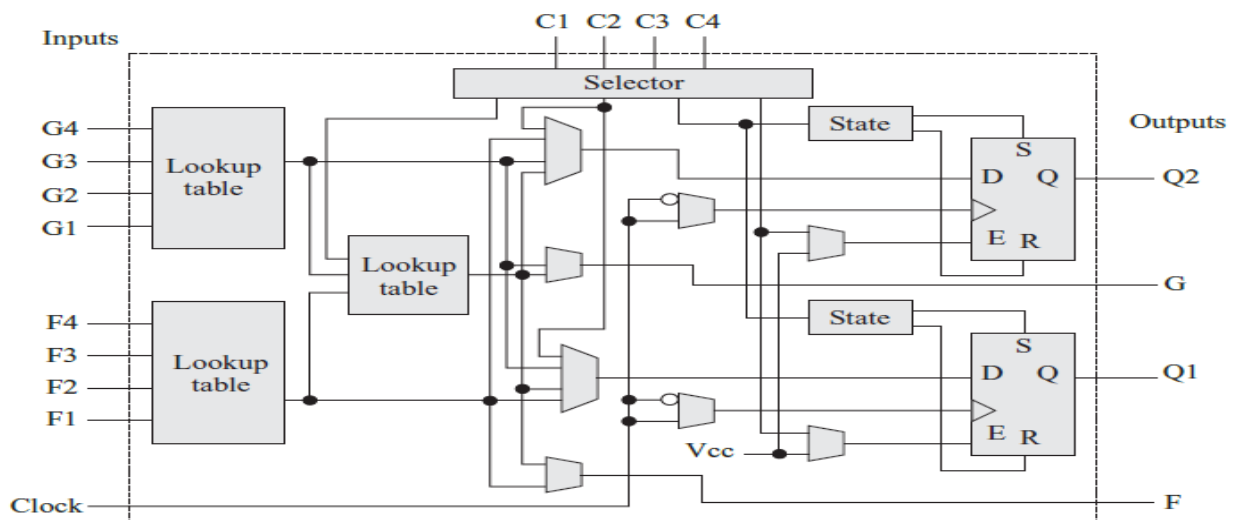 C1 C2 C3 C4
Inputs
Selector
Outputs
G4
G3
G2
G1
Lookup
table
State
S
D Q
E R
Q2
Lookup
table
G
F4
F3
F2
F1
Lookup
table
State
S
D Q
E R
Q1
Vcc
Clock
F